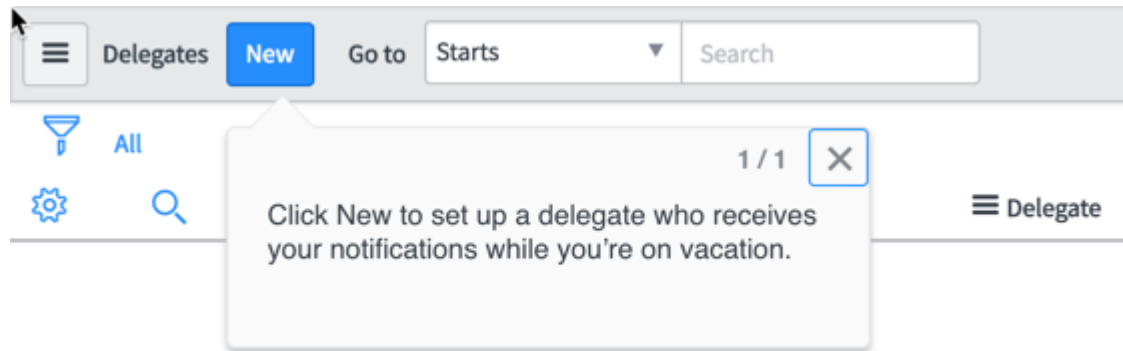 Delegates New Go to Starts Search
All
1 / 1
Delegate
Click New to set up a delegate who receives
your notifications while you’re on vacation.